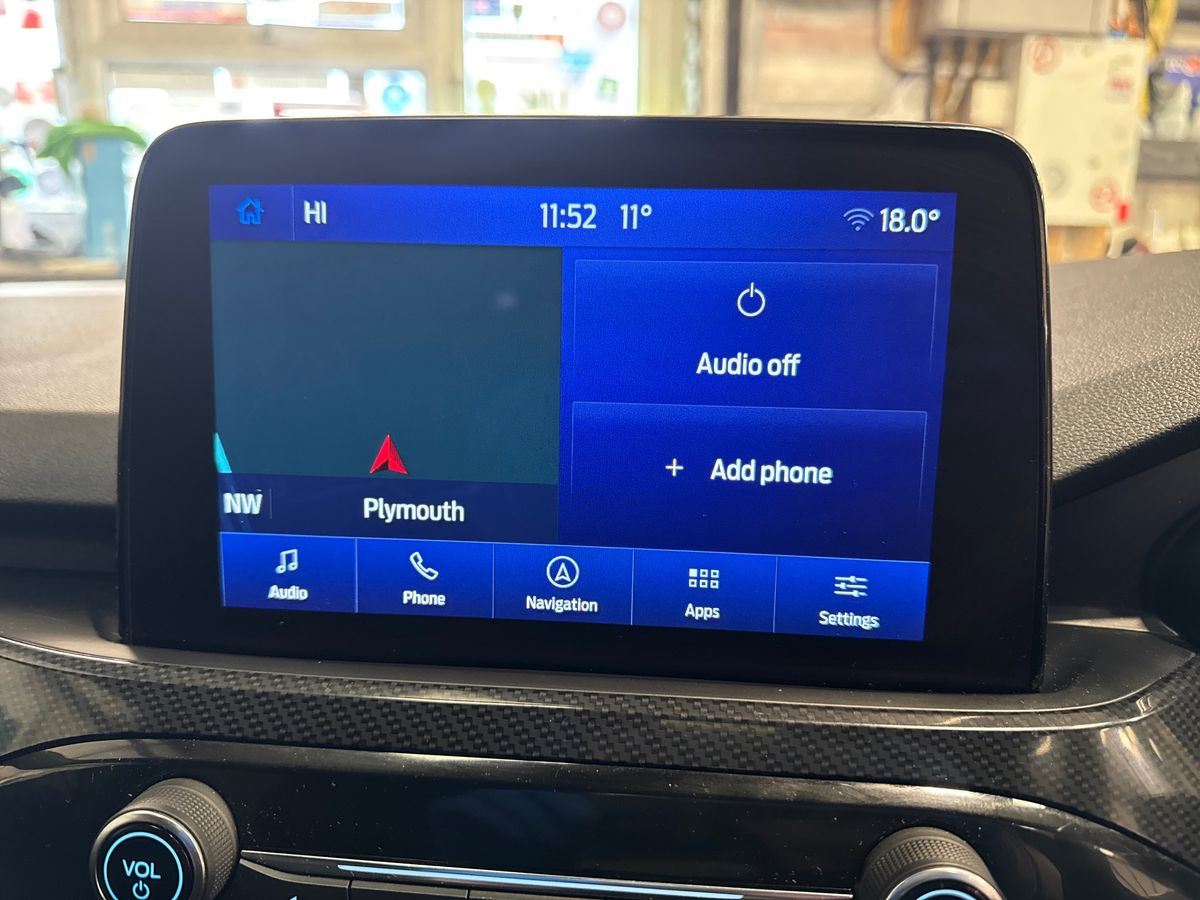 HI 11:52 11° 18.0°
Audio off
+ Add phone
NW Plymouth
Audio Phone Navigation Apps Settings
VOL